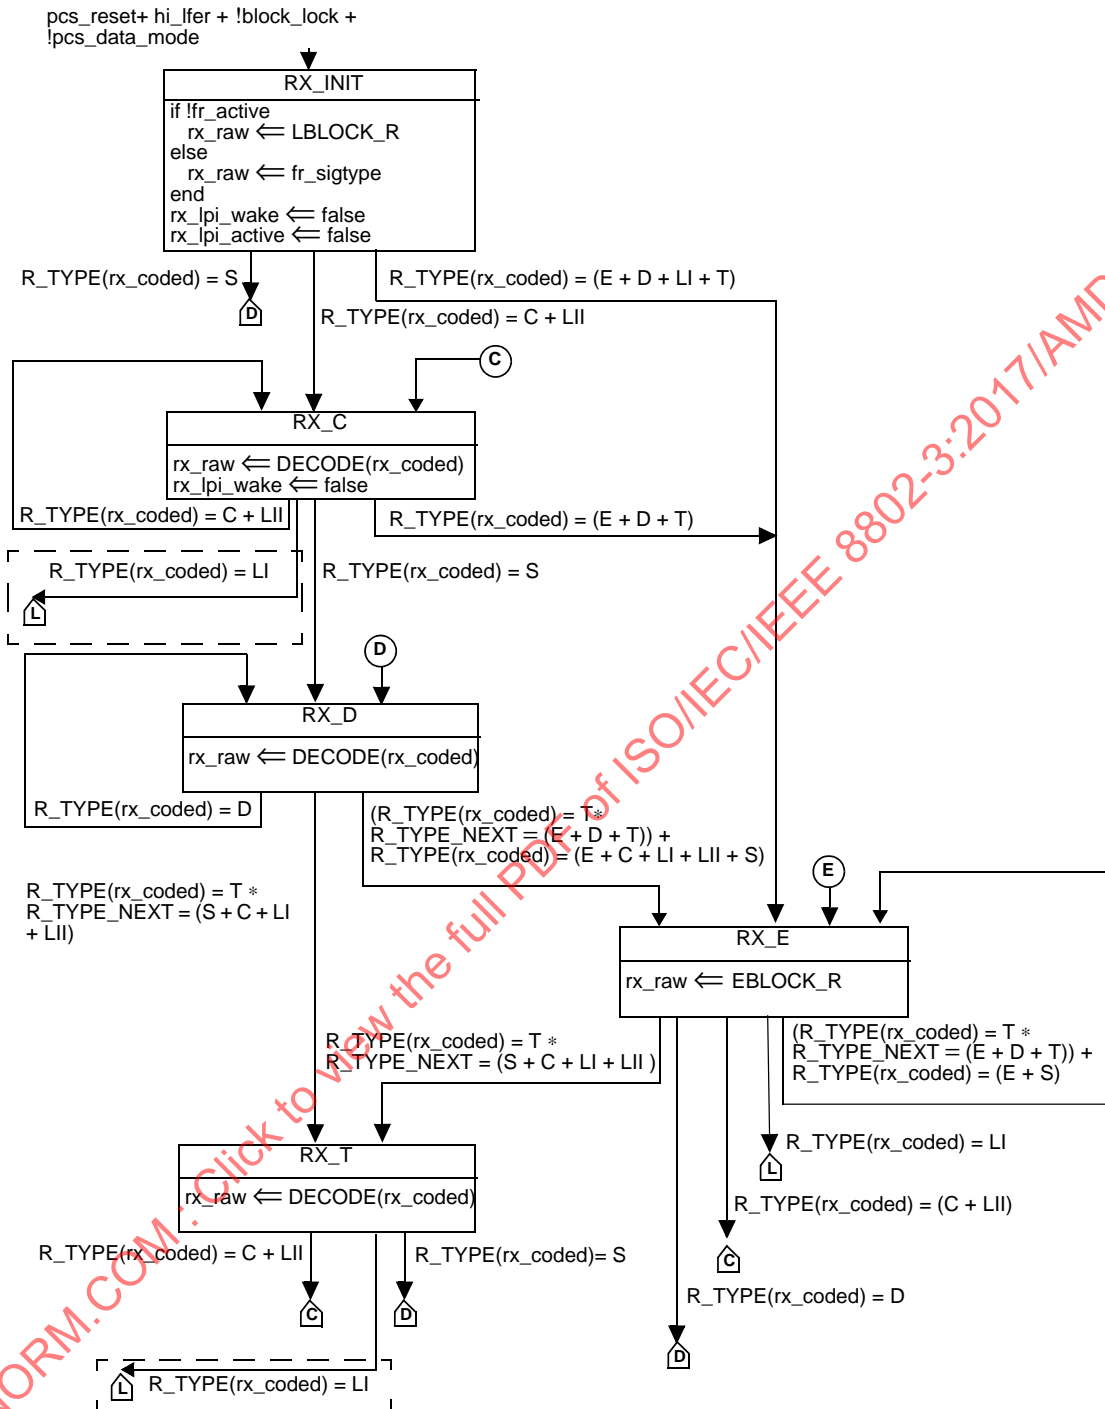 pcs_reset+ hi_lfer + !block_lock +
!pcs_data_mode
RX_INIT
if !fr_active
rx_raw ⇐ LBLOCK_R
else
rx_raw ⇐ fr_sigtype
end
rx_lpi_wake ⇐ false
rx_lpi_active ⇐ false
R_TYPE(rx_coded) = S
D
R_TYPE(rx_coded) = C + LII
R_TYPE(rx_coded) = (E + D + LI + T)
C
RX_C
rx_raw ⇐ DECODE(rx_coded)
rx_lpi_wake ⇐ false
R_TYPE(rx_coded) = C + LII
R_TYPE(rx_coded) = (E + D + T)
R_TYPE(rx_coded) = LI
L
R_TYPE(rx_coded) = S
D
RX_D
rx_raw ⇐ DECODE(rx_coded)
R_TYPE(rx_coded) = D
(R_TYPE(rx_coded) = T*
R_TYPE_NEXT = (E + D + T)) +
R_TYPE(rx_coded) = (E + C + LI + LII + S)
R_TYPE(rx_coded) = T *
R_TYPE_NEXT = (S + C + LI
+ LII)
E
RX_E
rx_raw ⇐ EBLOCK_R
R_TYPE(rx_coded) = T *
R_TYPE_NEXT = (S + C + LI + LII )
(R_TYPE(rx_coded) = T *
R_TYPE_NEXT = (E + D + T)) +
R_TYPE(rx_coded) = (E + S)
R_TYPE(rx_coded) = LI
L
R_TYPE(rx_coded) = (C + LII)
C
R_TYPE(rx_coded) = D
D
RX_T
rx_raw ⇐ DECODE(rx_coded)
R_TYPE(rx_coded) = C + LII
C
R_TYPE(rx_coded)= S
D
R_TYPE(rx_coded) = LI
L
NORM.COM : Click to view the full PDF of ISO/IEC/IEEE 8802-3:2017/AMD